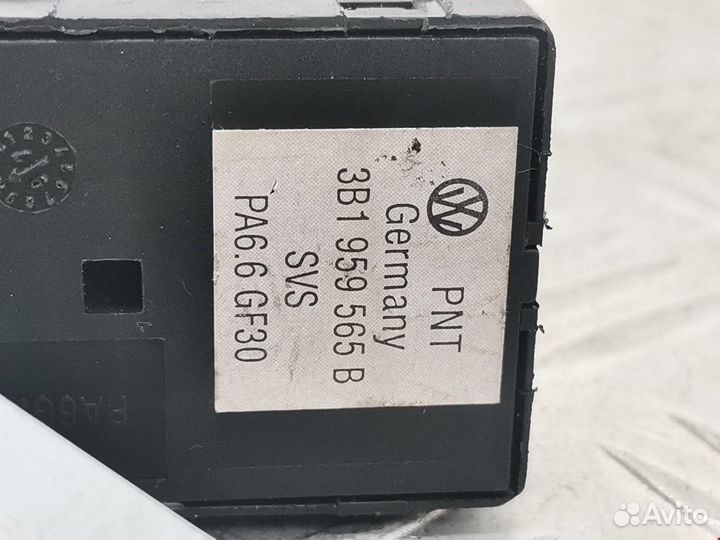 PNT
Germany
3B1 959 565 B
SVS
PA6.6 GF30
Avito